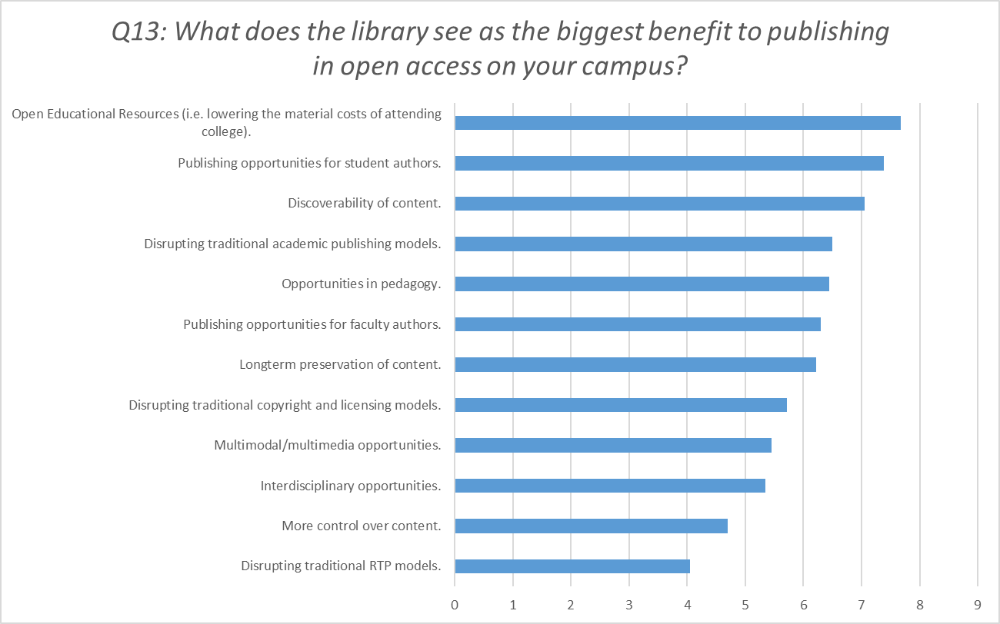 Q13: What does the library see as the biggest benefit to publishing
in open access on your campus?
Open Educational Resources (i.e. lowering the material costs of attending
college).
Publishing opportunities for student authors.
Discoverability of content.
Disrupting traditional academic publishing models.
Opportunities in pedagogy.
Publishing opportunities for faculty authors.
Longterm preservation of content.
Disrupting traditional copyright and licensing models.
Multimodal/multimedia opportunities.
Interdisciplinary opportunities.
More control over content.
Disrupting traditional RTP models.
0 1 2 3 4 5 6 7 8 9